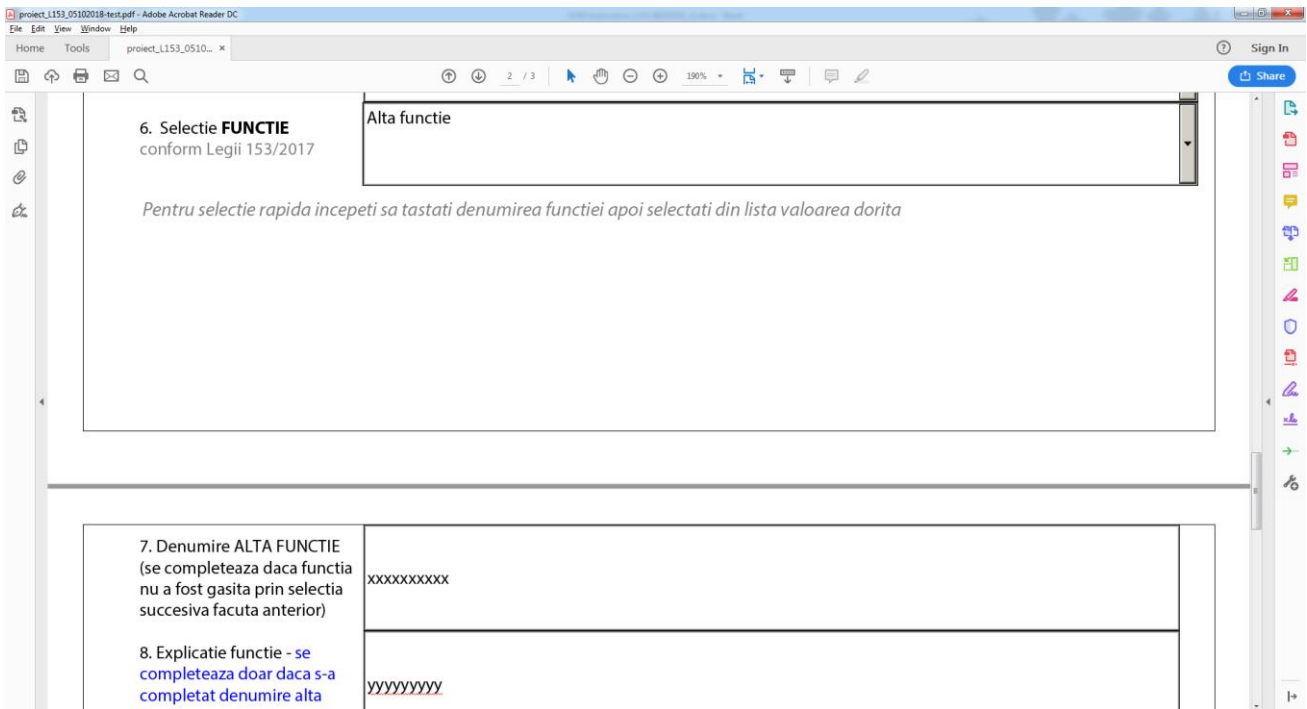 proiect_L153_05102018-test.pdf - Adobe Acrobat Reader DC
File Edit View Window Help
Home Tools proiect_L153_0510... × Sign In
2 / 3 190% Share
6. Selectie FUNCTIE
conform Legii 153/2017
Alta functie
Pentru selectie rapida incepeti sa tastati denumirea functiei apoi selectati din lista valoarea dorita
7. Denumire ALTA FUNCTIE
(se completeaza daca functia
nu a fost gasita prin selectia
succesiva facuta anterior)
xxxxxxxxxx
8. Explicatie functie - se
completeaza doar daca s-a
completat denumire alta
yyyyyyyyy